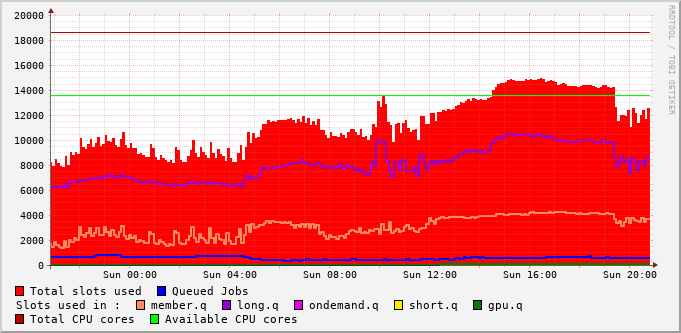 20000
18000
16000
14000
12000
10000
8000
6000
4000
2000
0
Sun 00:00 Sun 04:00 Sun 08:00 Sun 12:00 Sun 16:00 Sun 20:00
RRDTOOL / TOBI OETIKER
Total slots used Queued Jobs
Slots used in : member.q long.q ondemand.q short.q gpu.q
Total CPU cores Available CPU cores